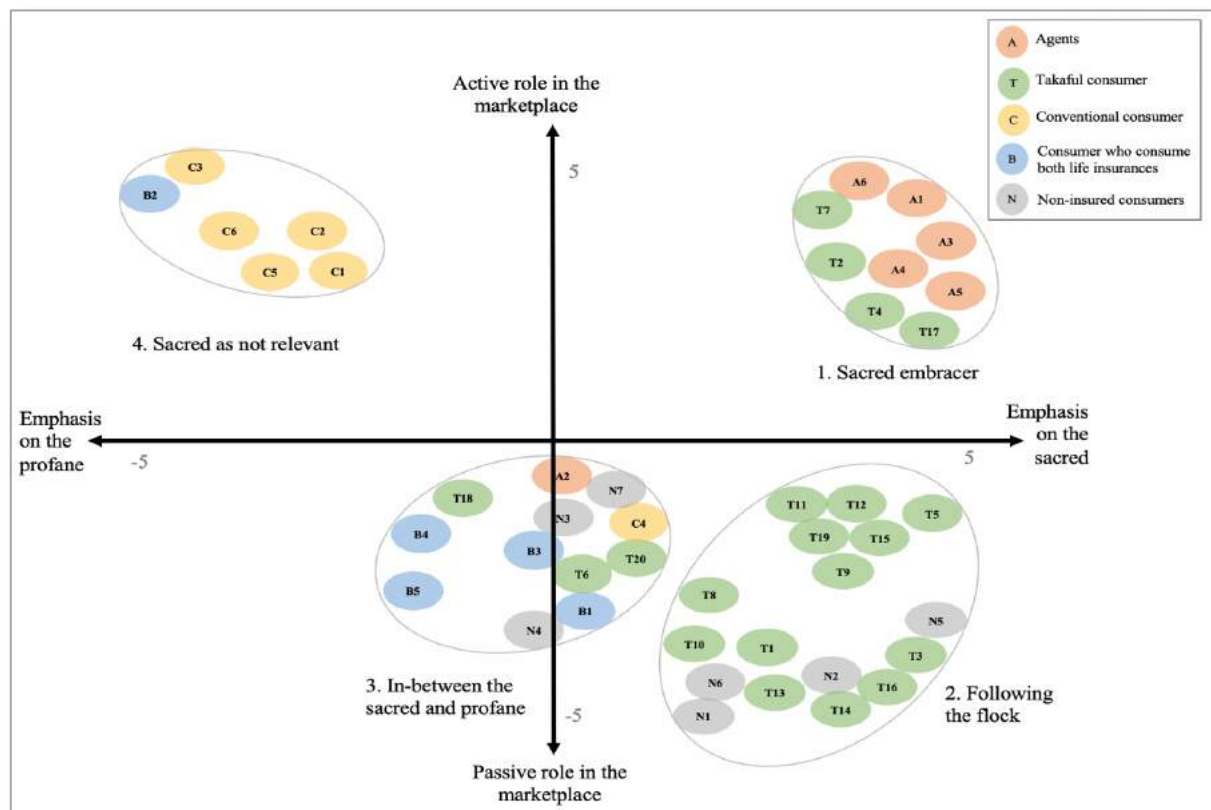 A Agents
T Takaful consumer
C Conventional consumer
B Consumer who consume
both life insurances
N Non-insured consumers
Active role in the
marketplace
5
C3
B2
C6
C2
C5
C1
4. Sacred as not relevant
A6
A1
T7
A3
T2
A4
A5
T4
T17
1. Sacred embracer
Emphasis
on the
profane
-5
Emphasis
on the
sacred
5
A2
N7
T18
N3
C4
B4
B3
T20
T6
B5
B1
N4
3. In-between the
sacred and profane
T11
T12
T5
T19
T15
T9
T8
N5
T10
T1
T3
N6
N2
T16
T13
T14
N1
2. Following
the flock
-5
Passive role in the
marketplace